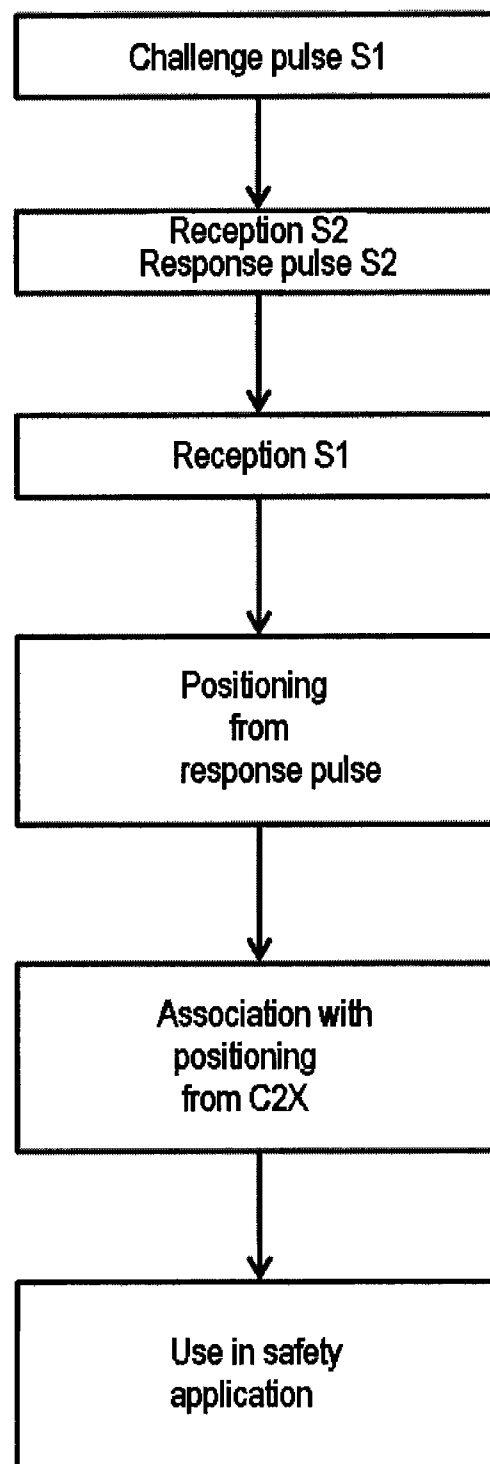 Challenge pulse S1
Reception S2
Response pulse S2
Reception S1
Positioning
from
response pulse
Association with
positioning
from C2X
Use in safety
application